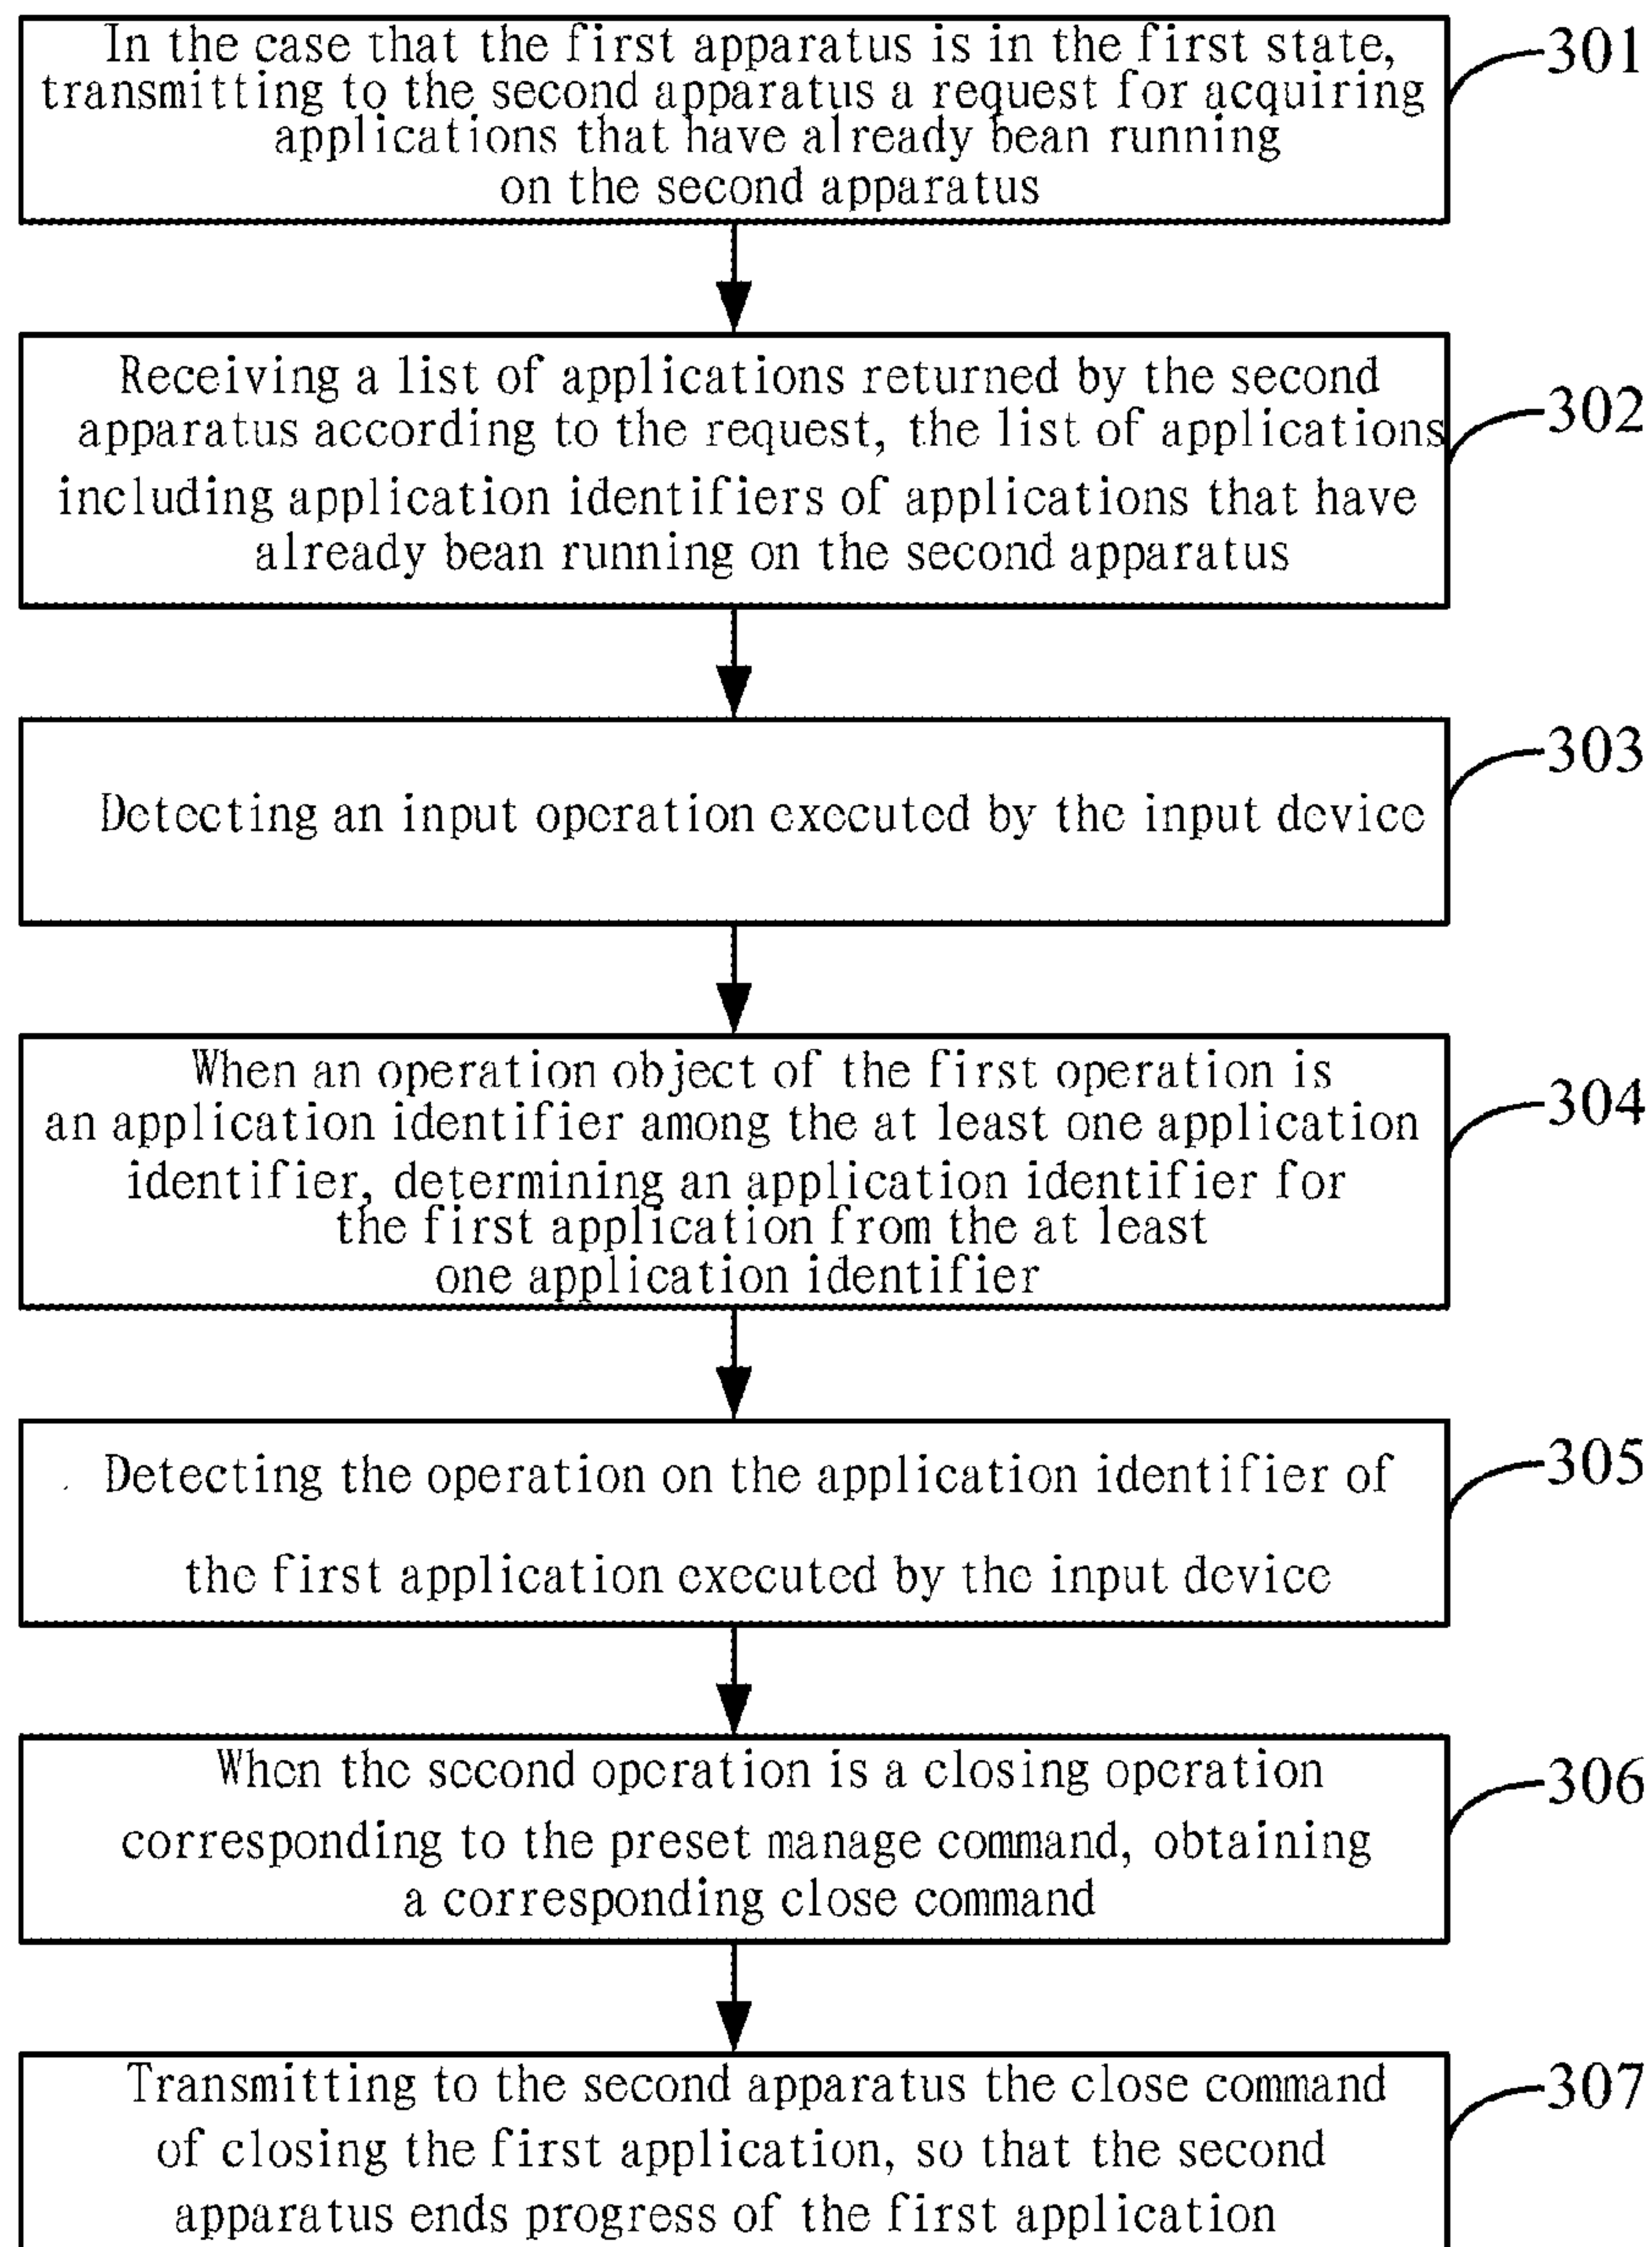 In the case that the first apparatus is in the first state,
transmitting to the second apparatus a request for acquiring
applications that have already bean running
on the second apparatus
301
Receiving a list of applications returned by the second
apparatus according to the request, the list of applications
including application identifiers of applications that have
already bean running on the second apparatus
302
Detecting an input operation executed by the input device
303
When an operation object of the first operation is
an application identifier among the at least one application
identifier, determining an application identifier for
the first application from the at least
one application identifier
304
Detecting the operation on the application identifier of
the first application executed by the input device
305
When the second operation is a closing operation
corresponding to the preset manage command, obtaining
a corresponding close command
306
Transmitting to the second apparatus the close command
of closing the first application, so that the second
apparatus ends progress of the first application
307